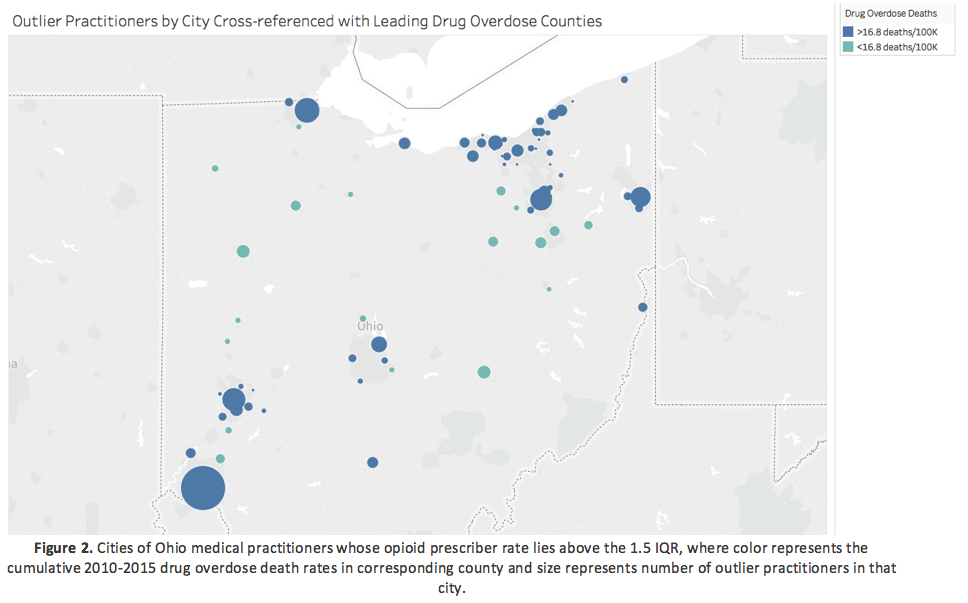 Outlier Practitioners by City Cross-referenced with Leading Drug Overdose Counties
Drug Overdose Deaths
>16.8 deaths/100K
<16.8 deaths/100K
Ohio
na
Figure 2. Cities of Ohio medical practitioners whose opioid prescriber rate lies above the 1.5 IQR, where color represents the
cumulative 2010-2015 drug overdose death rates in corresponding county and size represents number of outlier practitioners in that
city.